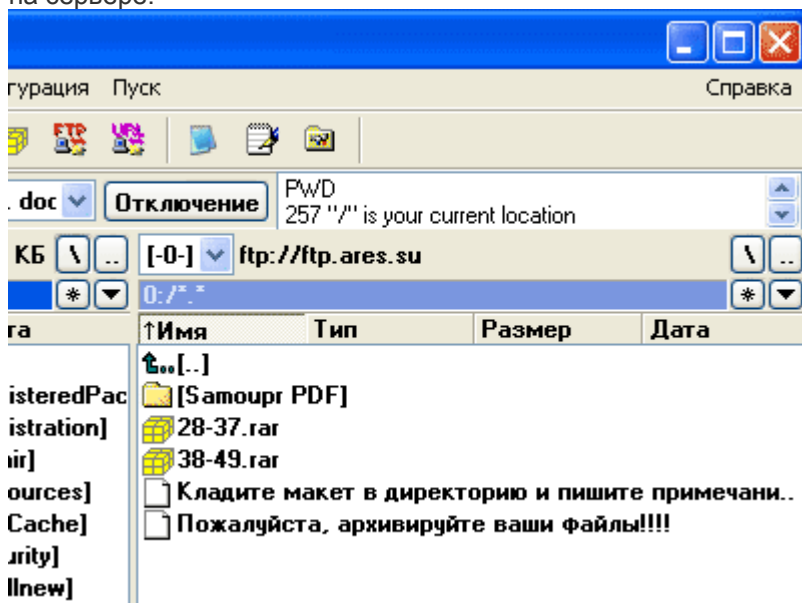 на сервере.
гурация Пуск Справка
FTP
doc Отключение PWD
257 "/" is your current location
КБ \ .. [-0-] ftp://ftp.ares.su \ ..
* 0:/*.* *
та ↑Имя Тип Размер Дата
..[..]
isteredPac [Samoupr PDF]
istration] 28-37.rar
air] 38-49.rar
ources] Кладите макет в директорию и пишите примечани..
Cache] Пожалуйста, архивируйте ваши файлы!!!!
urity]
llnew]